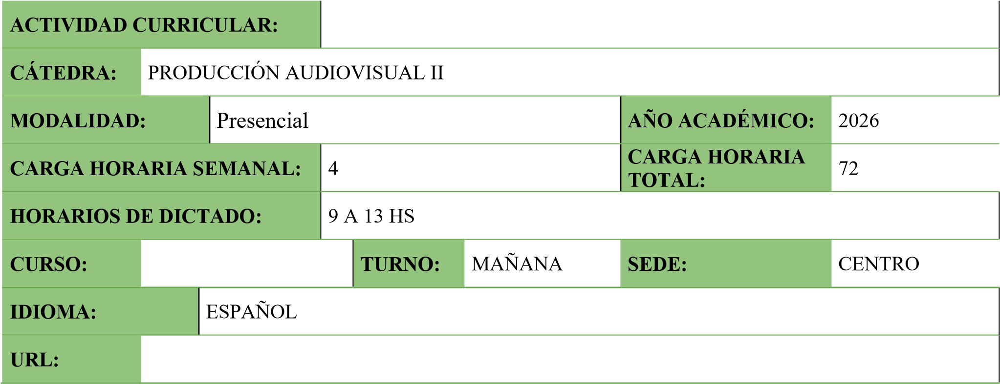 ACTIVIDAD CURRICULAR:
CÁTEDRA: PRODUCCIÓN AUDIOVISUAL II
MODALIDAD: Presencial AÑO ACADÉMICO: 2026
CARGA HORARIA SEMANAL: 4 CARGA HORARIA
TOTAL: 72
HORARIOS DE DICTADO: 9 A 13 HS
CURSO: TURNO: MAÑANA SEDE: CENTRO
IDIOMA: ESPAÑOL
URL: